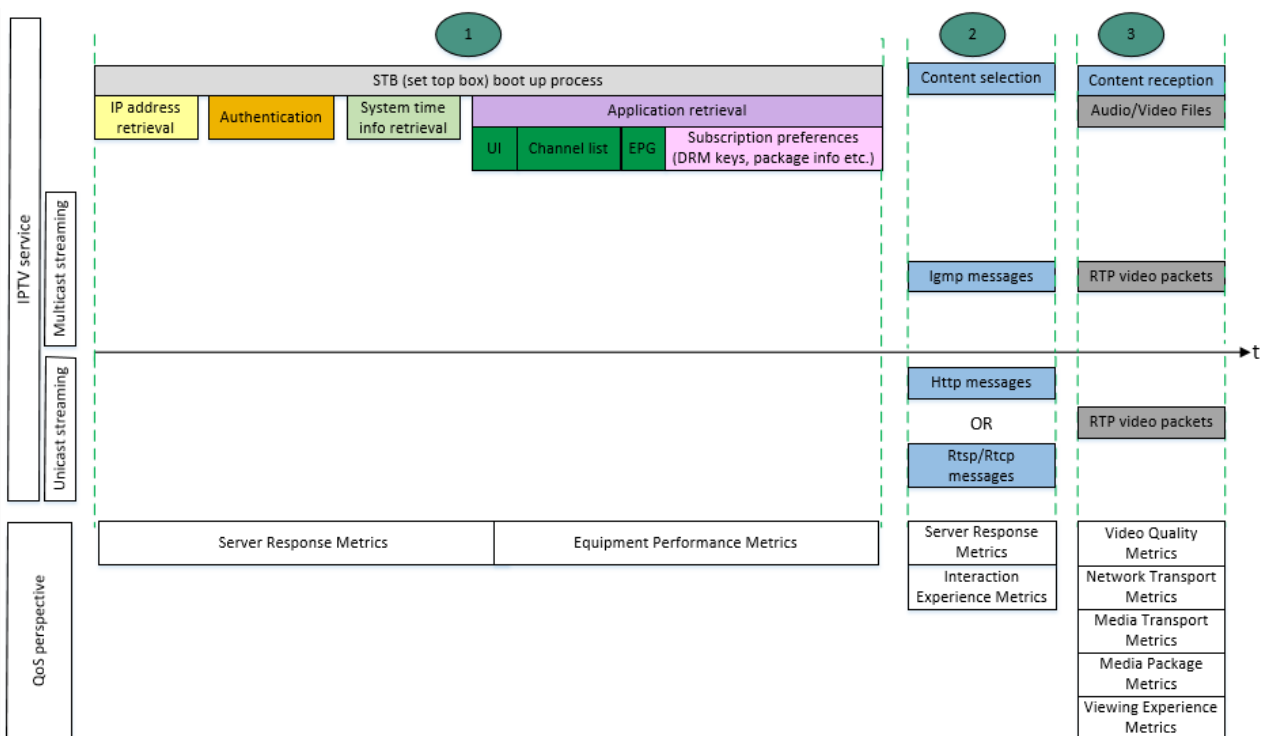 1
2
3
STB (set top box) boot up process
Content selection
Content reception
IP address
retrieval
Authentication
System time
info retrieval
Application retrieval
Audio/Video Files
UI
Channel list
EPG
Subscription preferences
(DRM keys, package info etc.)
IPTV service
Multicast streaming
Igmp messages
RTP video packets
t
Unicast streaming
Http messages
OR
RTP video packets
Rtsp/Rtcp
messages
QoS perspective
Server Response Metrics
Equipment Performance Metrics
Server Response
Metrics
Interaction
Experience Metrics
Video Quality
Metrics
Network Transport
Metrics
Media Transport
Metrics
Media Package
Metrics
Viewing Experience
Metrics